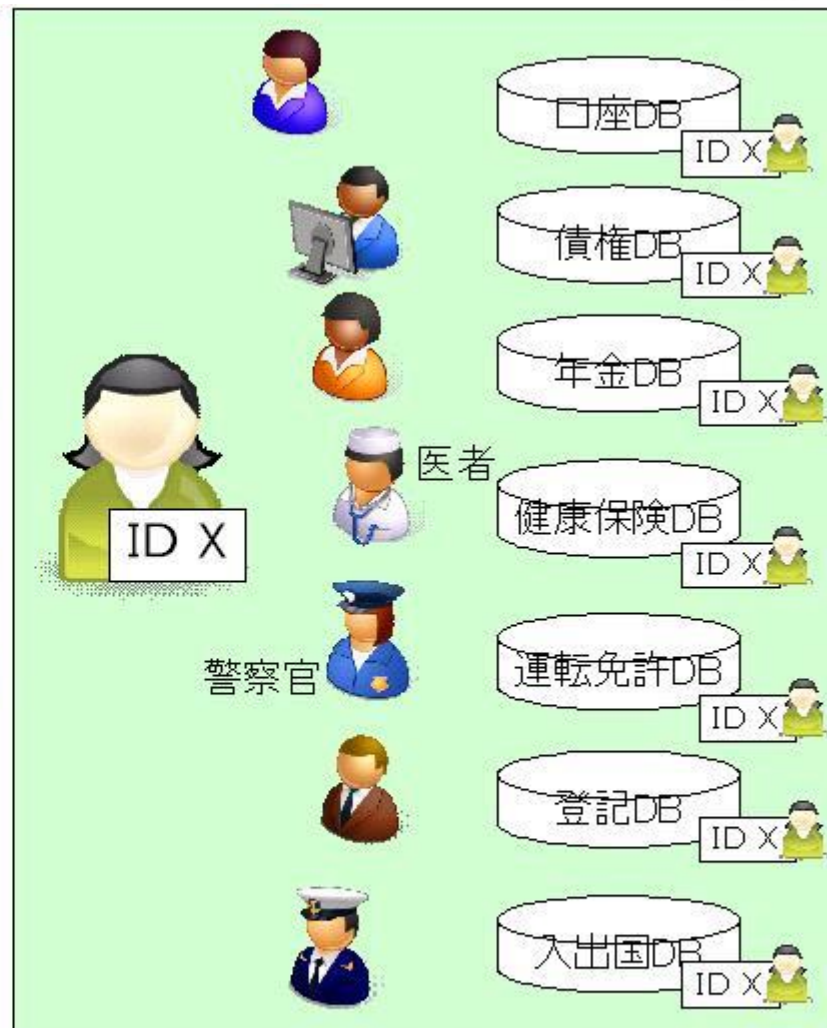 口座DB
ID X
債権DB
ID X
年金DB
ID X
医者
健康保険DB
ID X
ID X
警察官
運転免許DB
ID X
登記DB
ID X
入出国DB
ID X